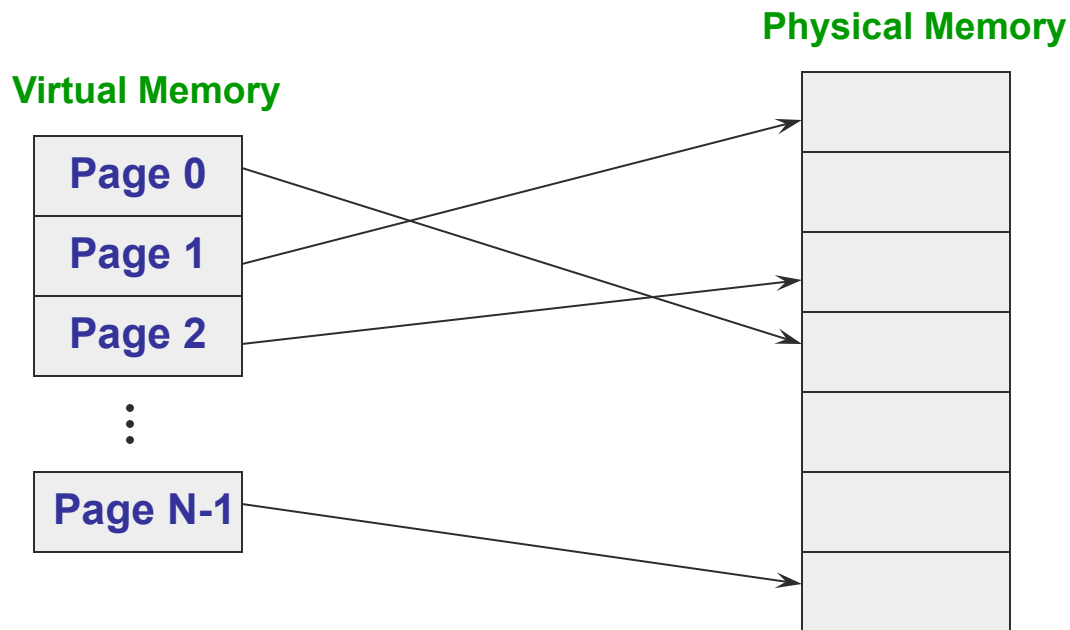 Physical Memory
Virtual Memory
Page 0
Page 1
Page 2
Page N-1